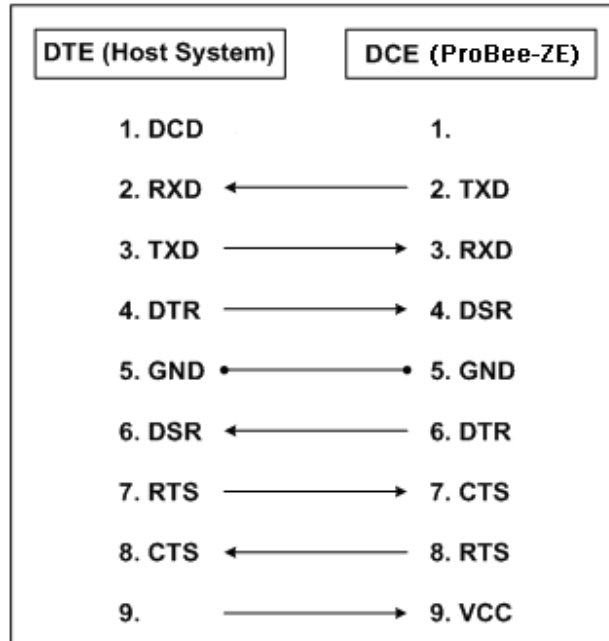 DTE (Host System) DCE (ProBee-ZE)
1. DCD 1.
2. RXD 2. TXD
3. TXD 3. RXD
4. DTR 4. DSR
5. GND 5. GND
6. DSR 6. DTR
7. RTS 7. CTS
8. CTS 8. RTS
9. 9. VCC